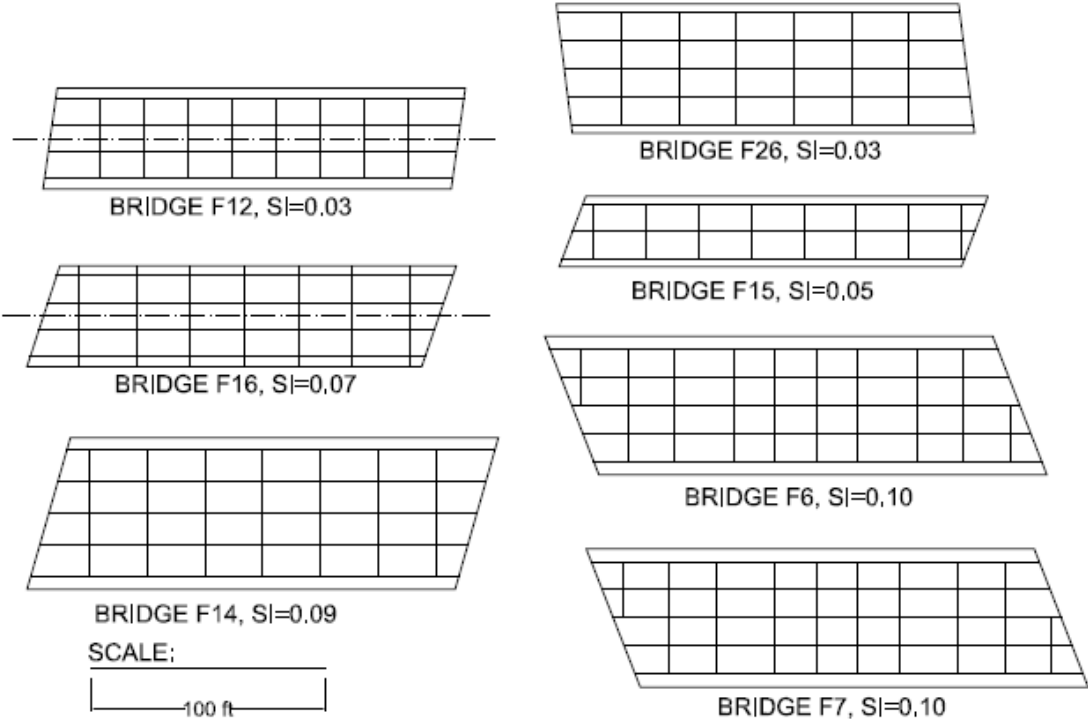 BRIDGE F12, SI=0.03
BRIDGE F16, SI=0.07
BRIDGE F14, SI=0.09
SCALE:
100 ft
BRIDGE F26, SI=0.03
BRIDGE F15, SI=0.05
BRIDGE F6, SI=0.10
BRIDGE F7, SI=0.10